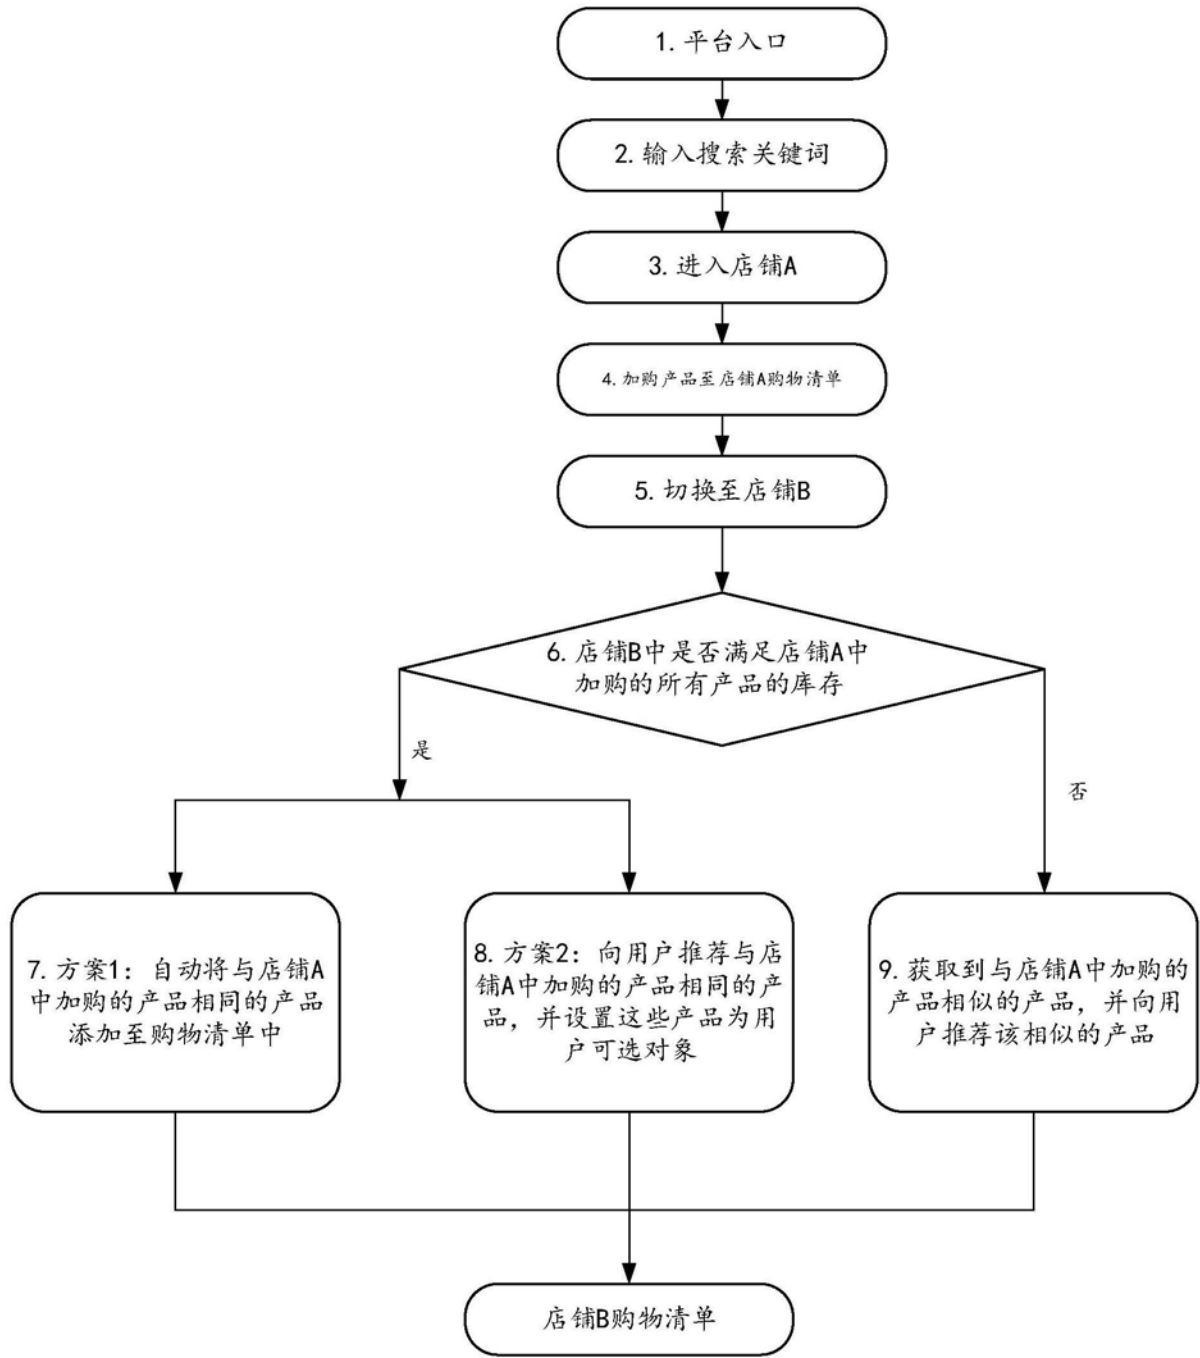 1. 平台入口
2. 输入搜索关键词
3. 进入店铺A
4. 加购产品至店铺A购物清单
5. 切换至店铺B
6. 店铺B中是否满足店铺A中
加购的所有产品的库存
是
否
7. 方案1：自动将与店铺A
中加购的产品相同的产品
添加至购物清单中
8. 方案2：向用户推荐与店
铺A中加购的产品相同的产
品，并设置这些产品为用
户可选对象
9. 获取到与店铺A中加购的
产品相似的产品，并向用
户推荐该相似的产品
店铺B购物清单